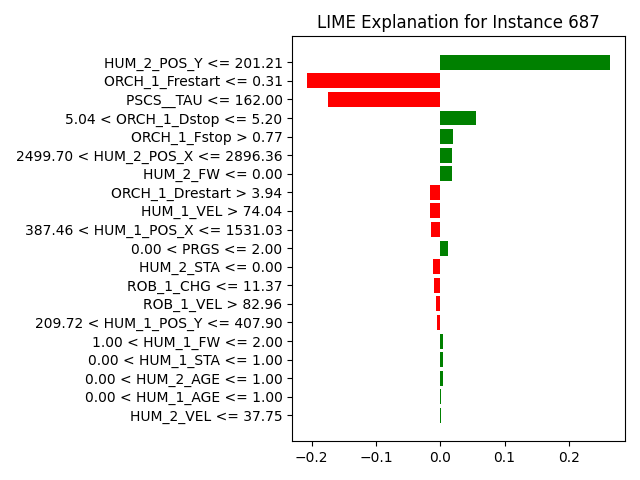 LIME Explanation for Instance 687
HUM_2_POS_Y <= 201.21
ORCH_1_Frestart <= 0.31
PSCS__TAU <= 162.00
5.04 < ORCH_1_Dstop <= 5.20
ORCH_1_Fstop > 0.77
2499.70 < HUM_2_POS_X <= 2896.36
HUM_2_FW <= 0.00
ORCH_1_Drestart > 3.94
HUM_1_VEL > 74.04
387.46 < HUM_1_POS_X <= 1531.03
0.00 < PRGS <= 2.00
HUM_2_STA <= 0.00
ROB_1_CHG <= 11.37
ROB_1_VEL > 82.96
209.72 < HUM_1_POS_Y <= 407.90
1.00 < HUM_1_FW <= 2.00
0.00 < HUM_1_STA <= 1.00
0.00 < HUM_2_AGE <= 1.00
0.00 < HUM_1_AGE <= 1.00
HUM_2_VEL <= 37.75
−0.2 −0.1 0.0 0.1 0.2